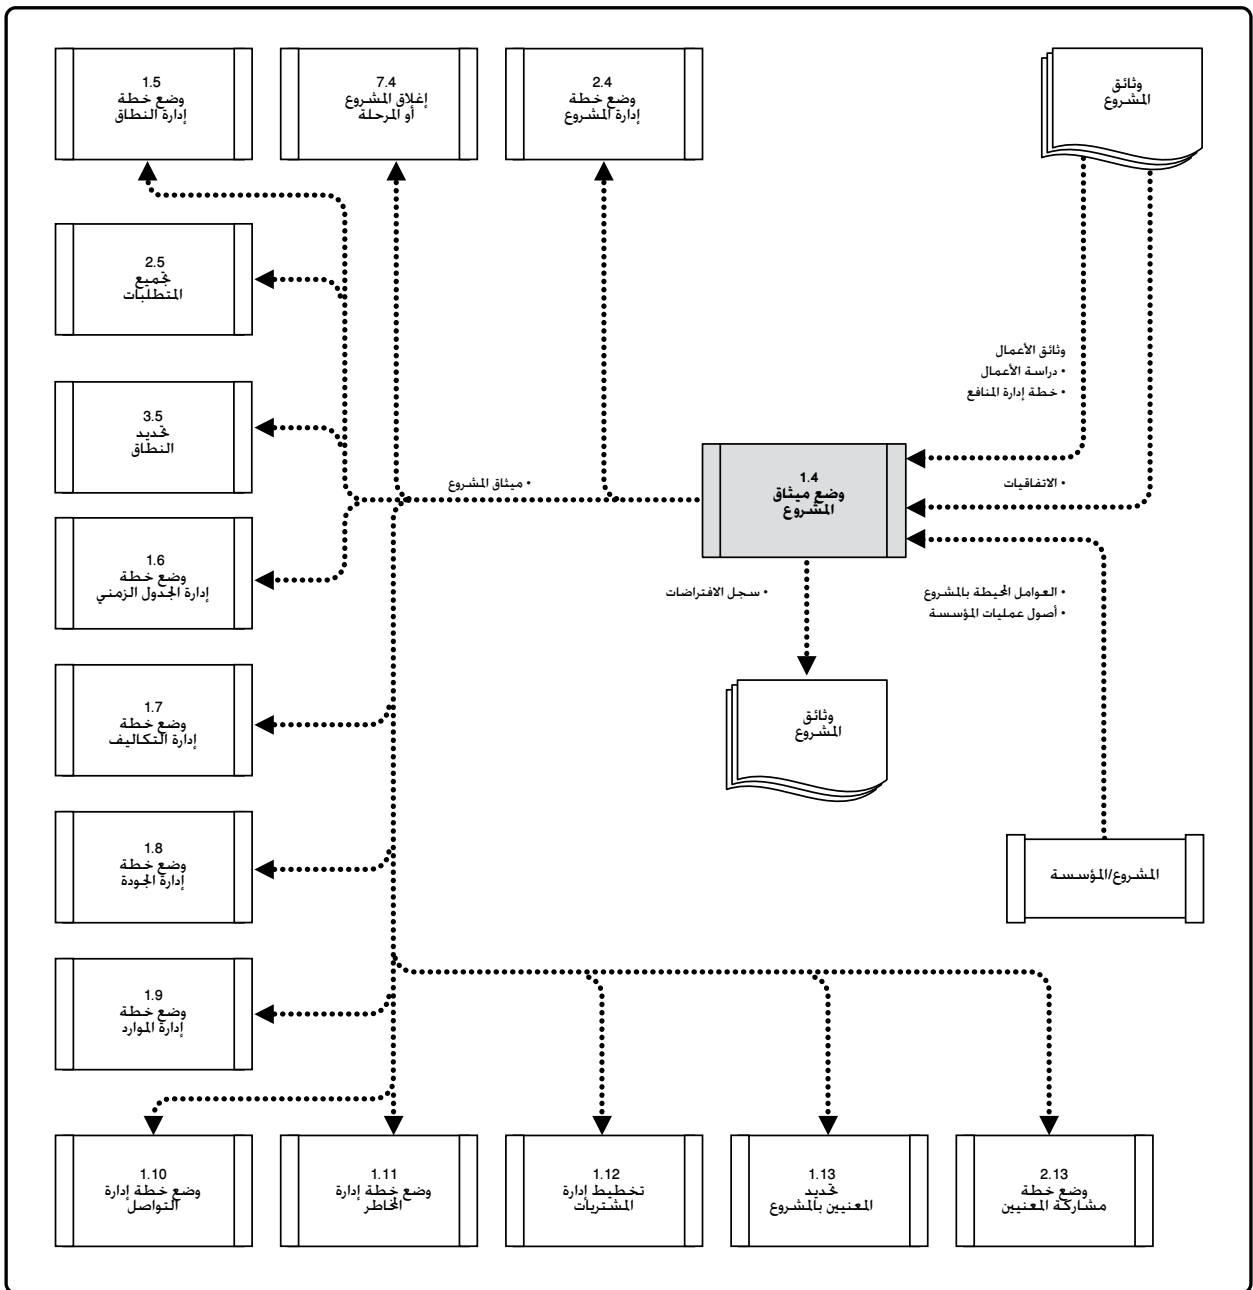 وثائق
المشروع
2.4
وضع خطة
إدارة المشروع
7.4
إغلاق المشروع
أو المرحلة
1.5
وضع خطة
إدارة النطاق
2.5
تجميع
المتطلبات
وثائق الأعمال
• دراسة الأعمال
• خطة إدارة المنافع
3.5
تحديد
النطاق
• الاتفاقيات
1.4
وضع ميثاق
المشروع
• ميثاق المشروع
1.6
وضع خطة
إدارة الجدول الزمني
• العوامل المحيطة بالمشروع
• أصول عمليات المؤسسة
• سجل الافتراضات
وثائق
المشروع
1.7
وضع خطة
إدارة التكاليف
المشروع/المؤسسة
1.8
وضع خطة
إدارة الجودة
1.9
وضع خطة
إدارة الموارد
2.13
وضع خطة
مشاركة المعنيين
1.13
تحديد
المعنيين بالمشروع
1.12
تخطيط إدارة
المشتريات
1.11
وضع خطة إدارة
المخاطر
1.10
وضع خطة إدارة
التواصل